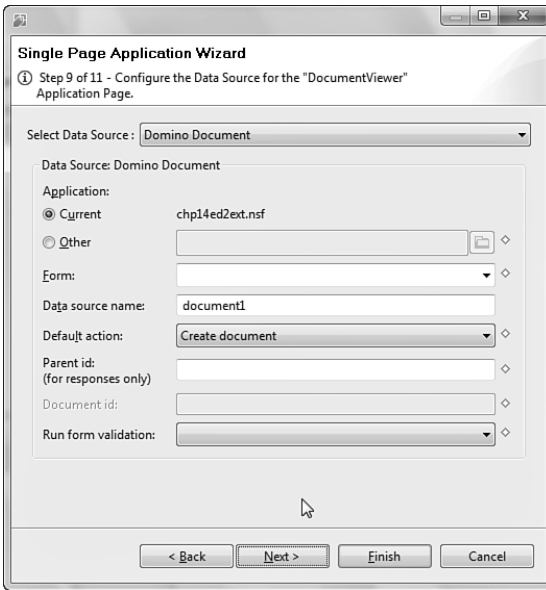 Single Page Application Wizard
Step 9 of 11 - Configure the Data Source for the "DocumentViewer"
Application Page.
Select Data Source : Domino Document
Data Source: Domino Document
Application:
Current chp14ed2ext.nsf
Other
Form:
Data source name: document1
Default action: Create document
Parent id:
(for responses only)
Document id:
Run form validation:
< Back Next > Finish Cancel